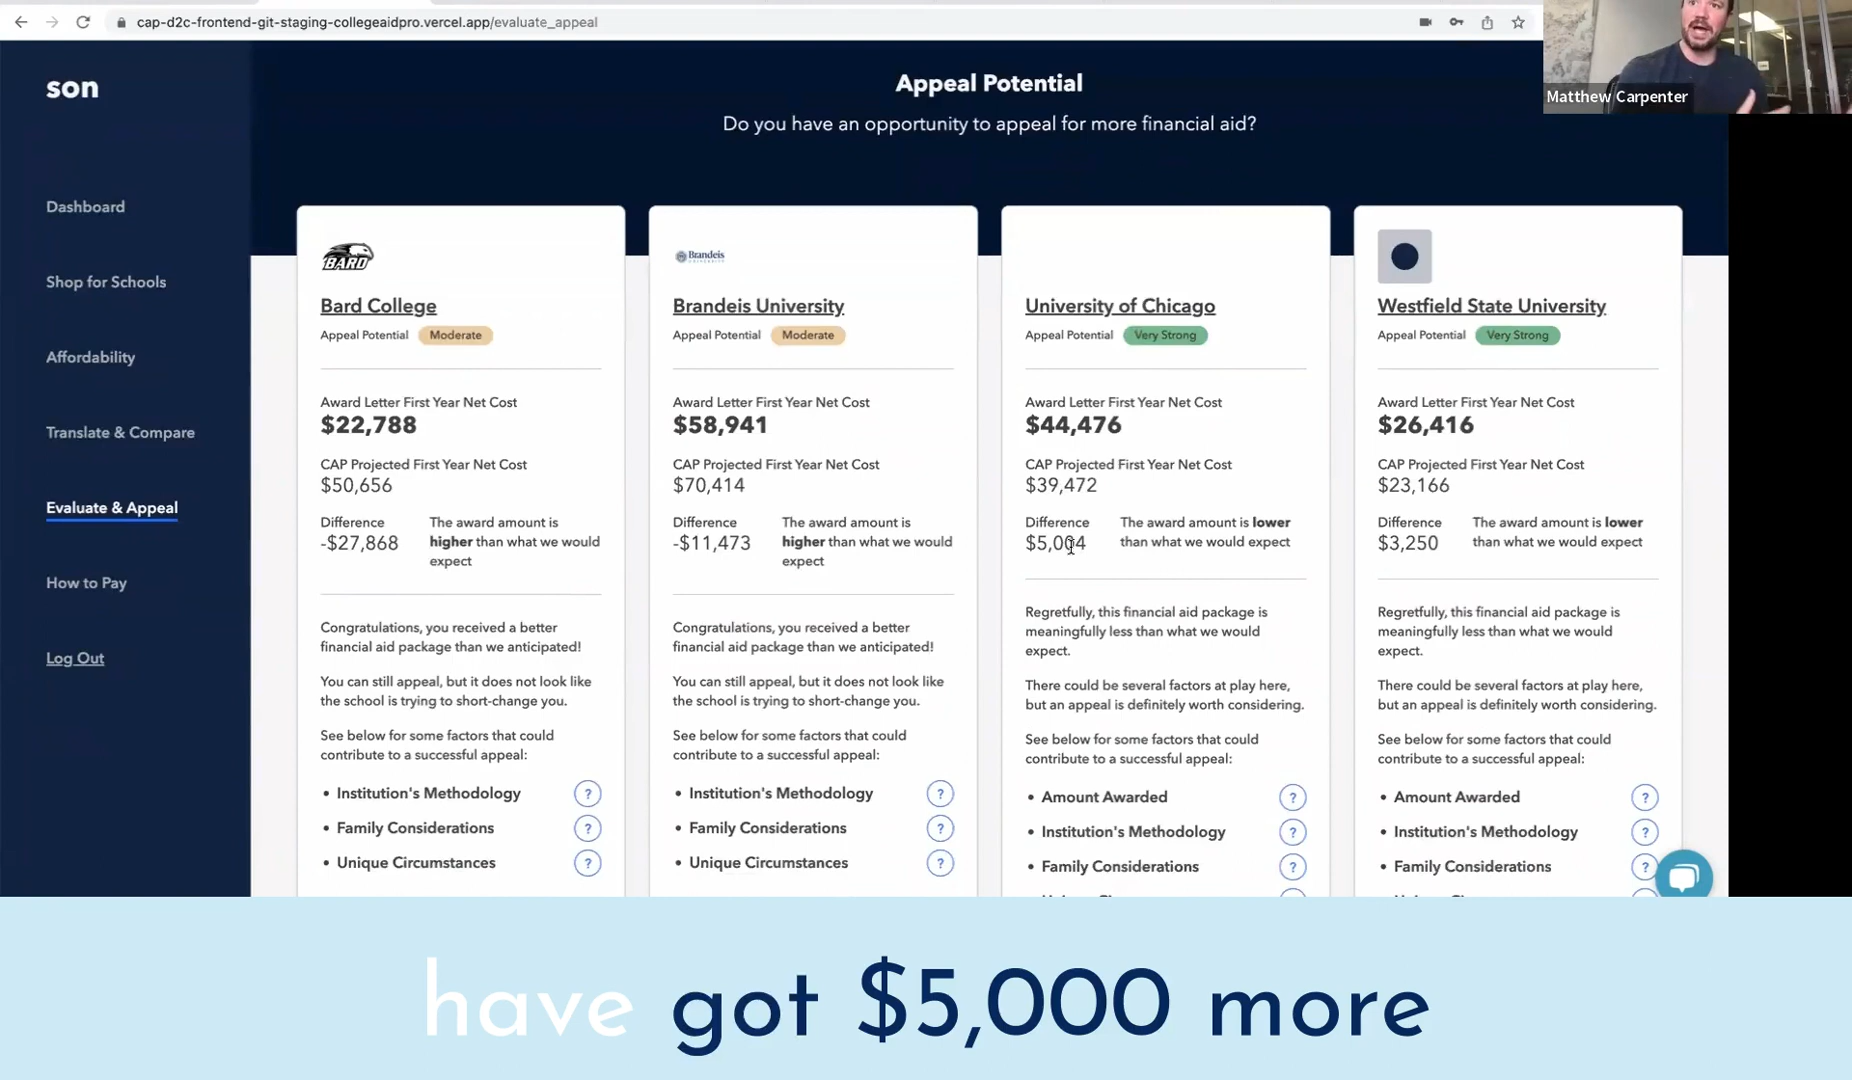 cap-d2c-frontend-git-staging-collegeaidpro.vercel.app/evaluate_appeal
Matthew Carpenter
son
Dashboard
Shop for Schools
Affordability
Translate & Compare
Evaluate & Appeal
How to Pay
Log Out
Appeal Potential
Do you have an opportunity to appeal for more financial aid?
BARD
Bard College
Appeal Potential Moderate
Award Letter First Year Net Cost
$22,788
CAP Projected First Year Net Cost
$50,656
Difference
-$27,868
The award amount is
higher than what we would
expect
Congratulations, you received a better
financial aid package than we anticipated!
You can still appeal, but it does not look like
the school is trying to short-change you.
See below for some factors that could
contribute to a successful appeal:
• Institution's Methodology ?
• Family Considerations ?
• Unique Circumstances ?
Brandeis
UNIVERSITY
Brandeis University
Appeal Potential Moderate
Award Letter First Year Net Cost
$58,941
CAP Projected First Year Net Cost
$70,414
Difference
-$11,473
The award amount is
higher than what we would
expect
Congratulations, you received a better
financial aid package than we anticipated!
You can still appeal, but it does not look like
the school is trying to short-change you.
See below for some factors that could
contribute to a successful appeal:
• Institution's Methodology ?
• Family Considerations ?
• Unique Circumstances ?
University of Chicago
Appeal Potential Very Strong
Award Letter First Year Net Cost
$44,476
CAP Projected First Year Net Cost
$39,472
Difference
$5,004
The award amount is lower
than what we would expect
Regretfully, this financial aid package is
meaningfully less than what we would
expect.
There could be several factors at play here,
but an appeal is definitely worth considering.
See below for some factors that could
contribute to a successful appeal:
• Amount Awarded ?
• Institution's Methodology ?
• Family Considerations ?
Westfield State University
Appeal Potential Very Strong
Award Letter First Year Net Cost
$26,416
CAP Projected First Year Net Cost
$23,166
Difference
$3,250
The award amount is lower
than what we would expect
Regretfully, this financial aid package is
meaningfully less than what we would
expect.
There could be several factors at play here,
but an appeal is definitely worth considering.
See below for some factors that could
contribute to a successful appeal:
• Amount Awarded ?
• Institution's Methodology ?
• Family Considerations ?
have got $5,000 more